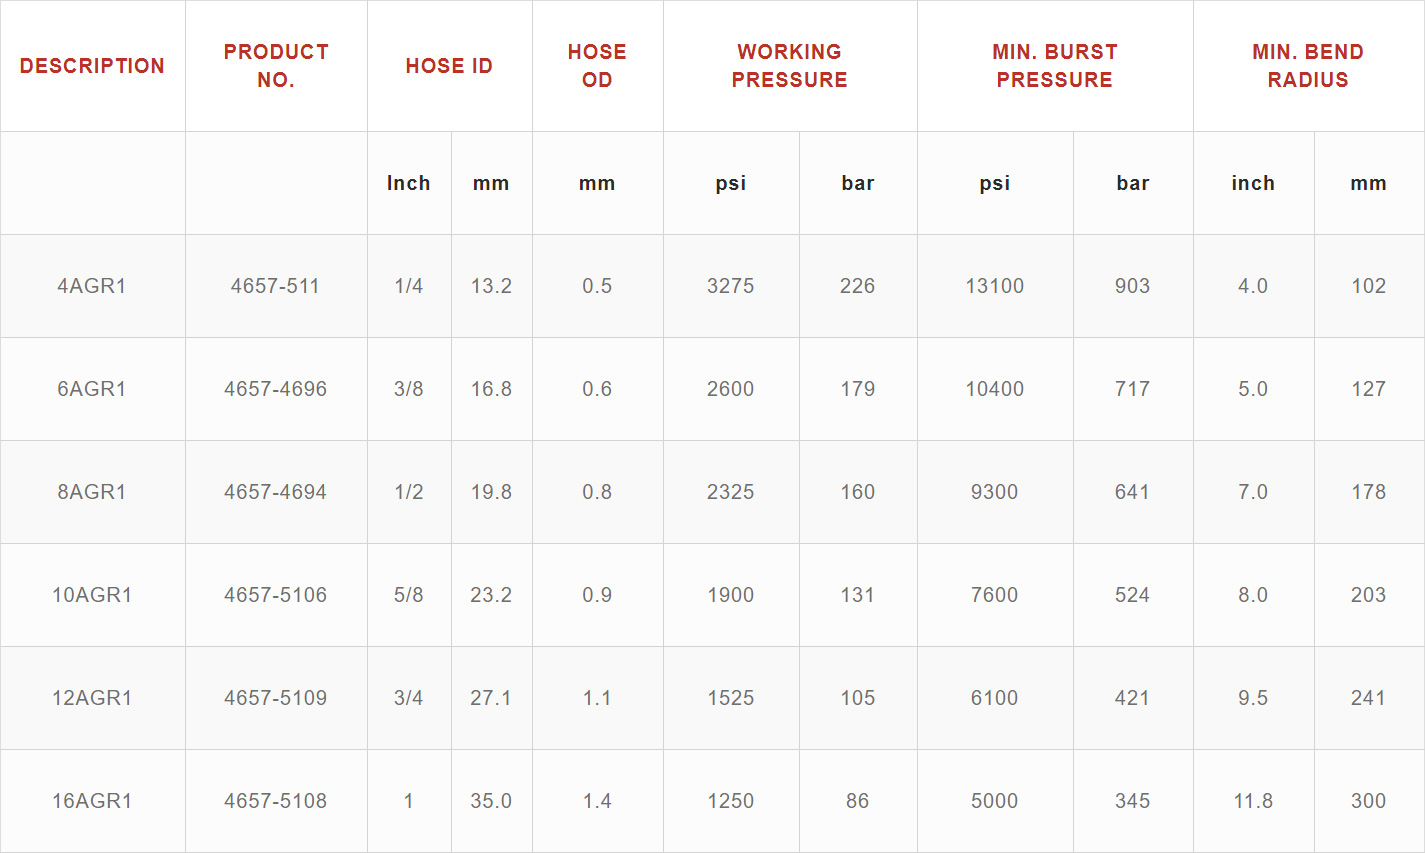 DESCRIPTION PRODUCT NO. HOSE ID HOSE OD WORKING PRESSURE MIN. BURST PRESSURE MIN. BEND RADIUS
Inch mm mm psi bar psi bar inch mm
4AGR1 4657-511 1/4 13.2 0.5 3275 226 13100 903 4.0 102
6AGR1 4657-4696 3/8 16.8 0.6 2600 179 10400 717 5.0 127
8AGR1 4657-4694 1/2 19.8 0.8 2325 160 9300 641 7.0 178
10AGR1 4657-5106 5/8 23.2 0.9 1900 131 7600 524 8.0 203
12AGR1 4657-5109 3/4 27.1 1.1 1525 105 6100 421 9.5 241
16AGR1 4657-5108 1 35.0 1.4 1250 86 5000 345 11.8 300